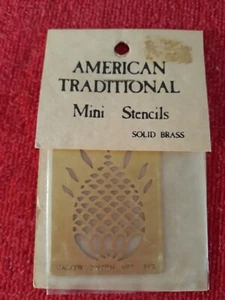 AMERICAN
TRADITIONAL
Mini Stencils
SOLID BRASS